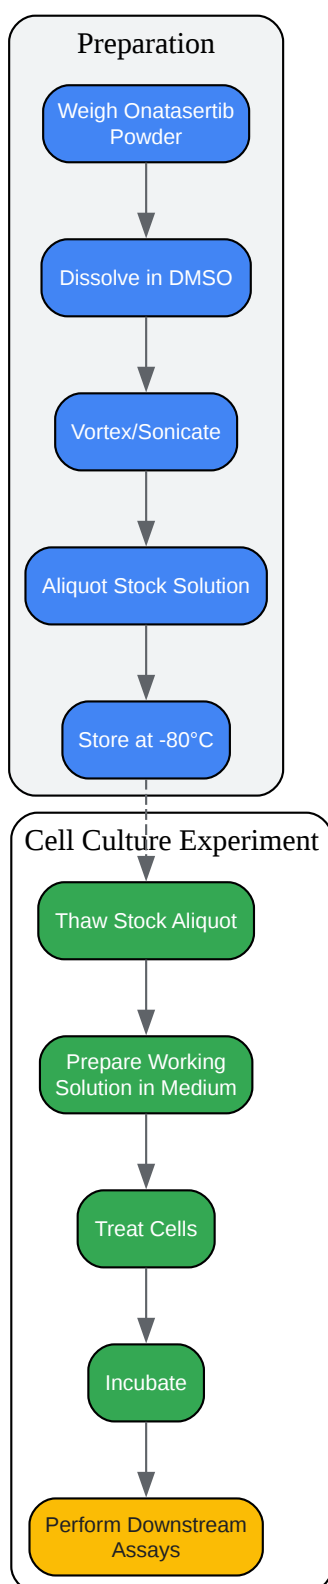 Preparation
Weigh Onatasertib
Powder
Dissolve in DMSO
Vortex/Sonicate
Aliquot Stock Solution
Store at -80°C
Cell Culture Experiment
Thaw Stock Aliquot
Prepare Working
Solution in Medium
Treat Cells
Incubate
Perform Downstream
Assays